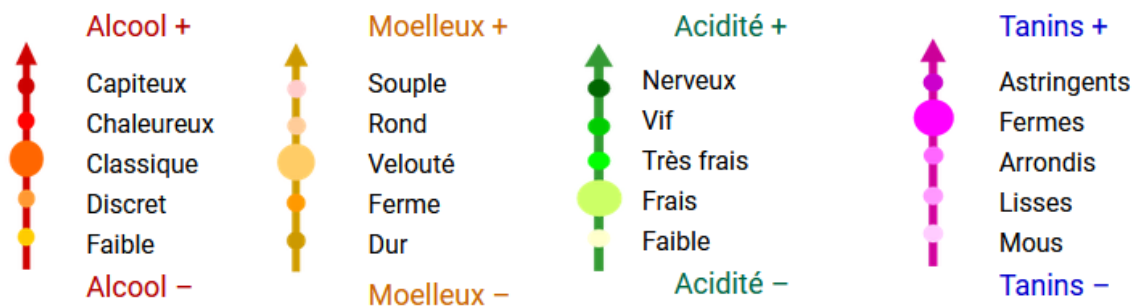 Alcool +
Capiteux
Chaleureux
Classique
Discret
Faible
Alcool –
Moelleux +
Souple
Rond
Velouté
Ferme
Dur
Moelleux –
Acidité +
Nerveux
Vif
Très frais
Frais
Faible
Acidité –
Tanins +
Astringents
Fermes
Arrondis
Lisses
Mous
Tanins –